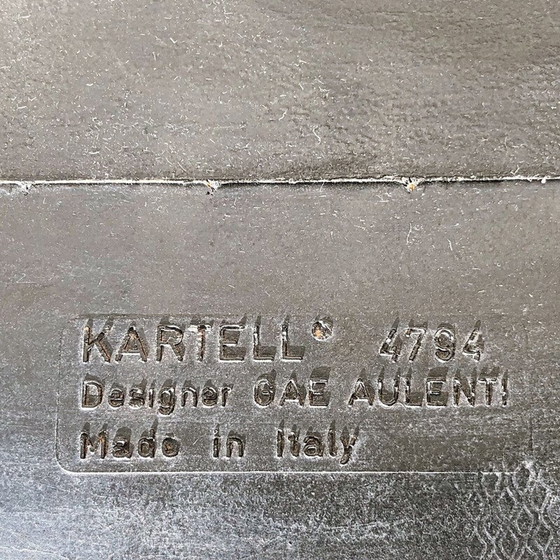 KARTELL® 4794
Designer GAE AULENTI
Made in Italy